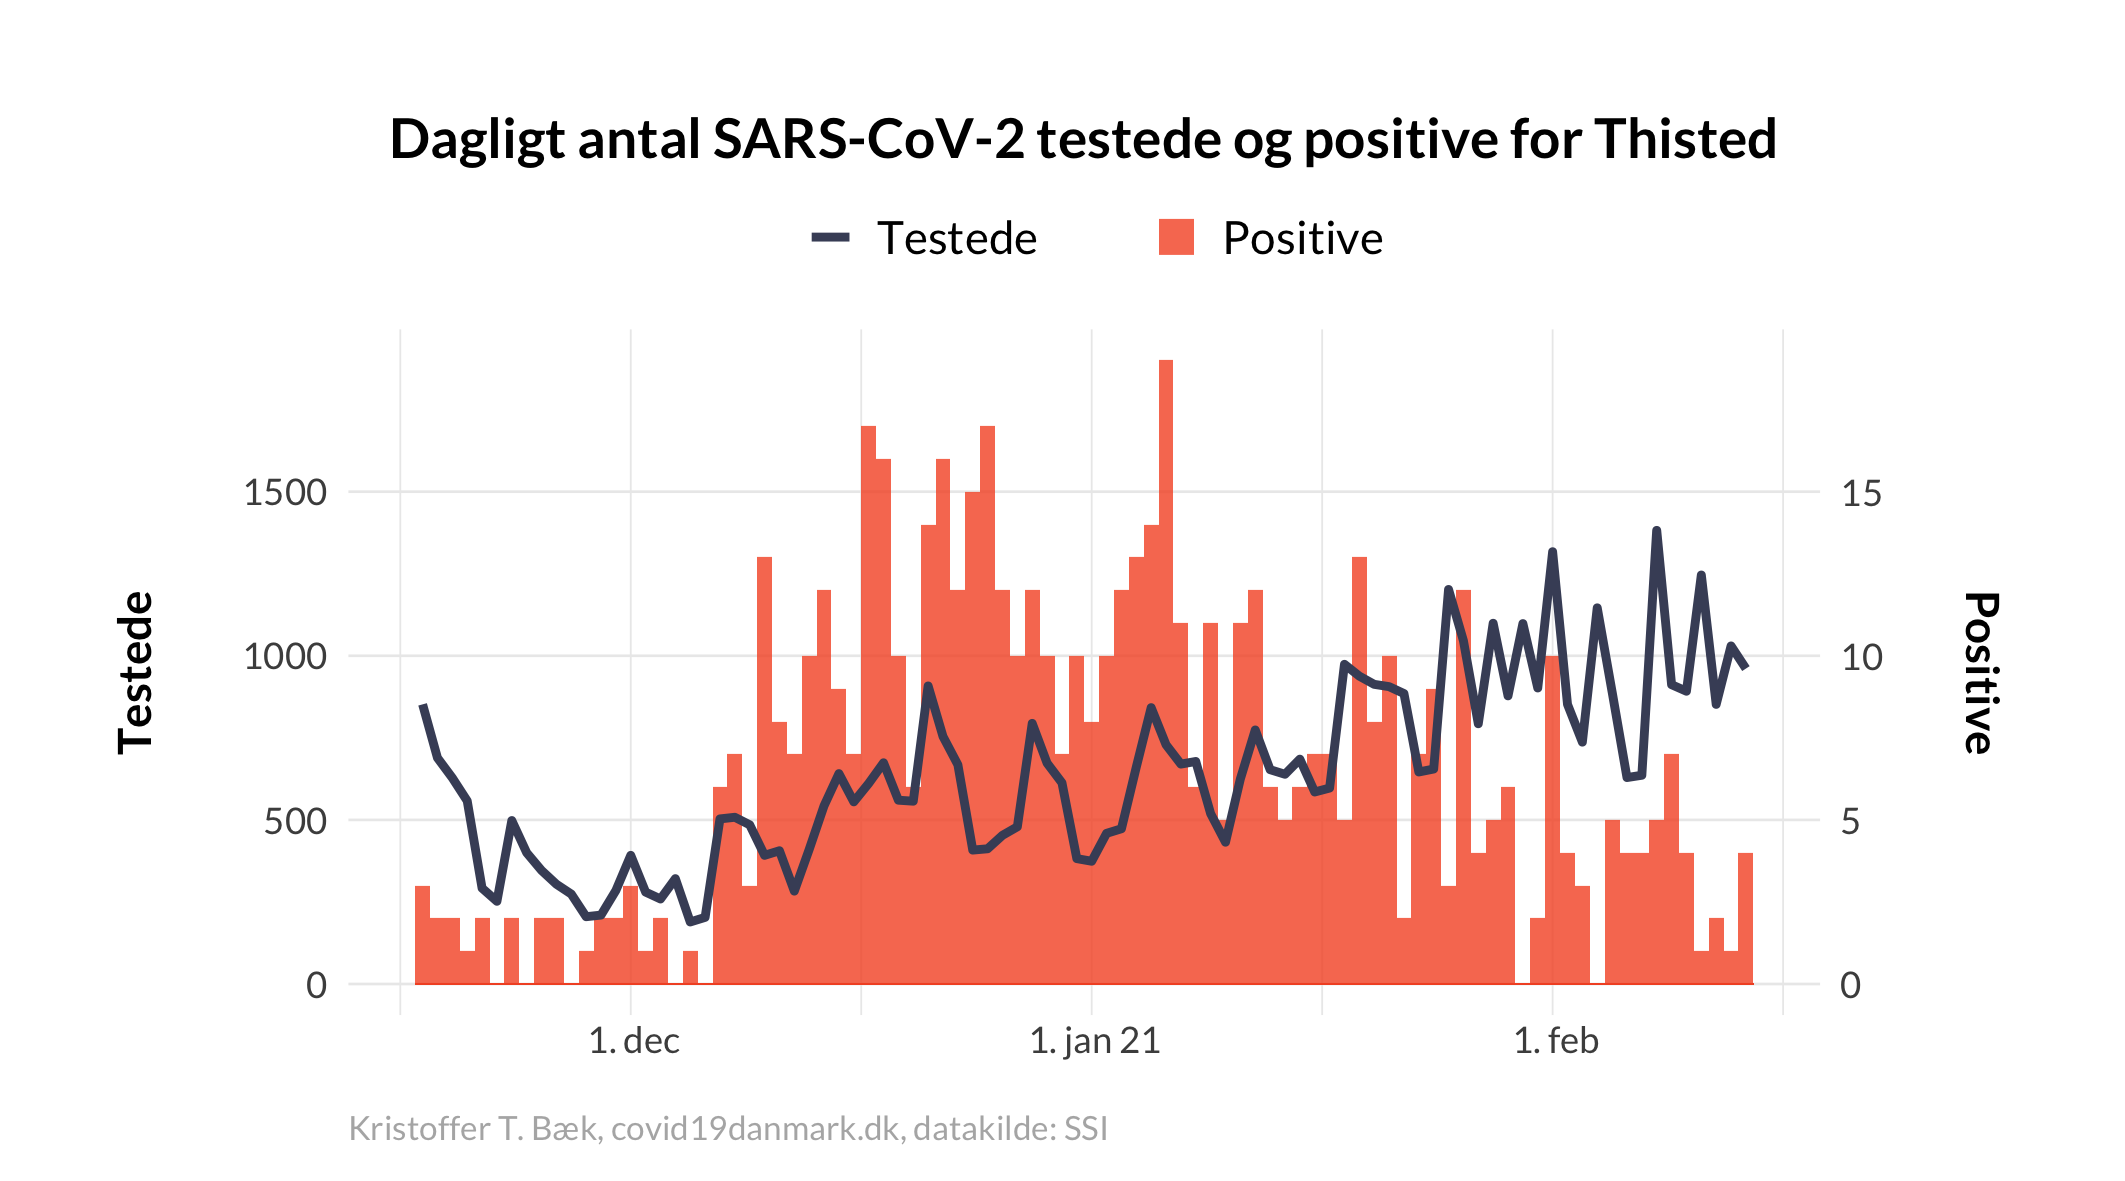 Dagligt antal SARS-CoV-2 testede og positive for Thisted
Testede Positive
Testede
1500
1000
500
0
15
10
5
0
Positive
1. dec 1. jan 21 1. feb
Kristoffer T. Bæk, covid19danmark.dk, datakilde: SSI